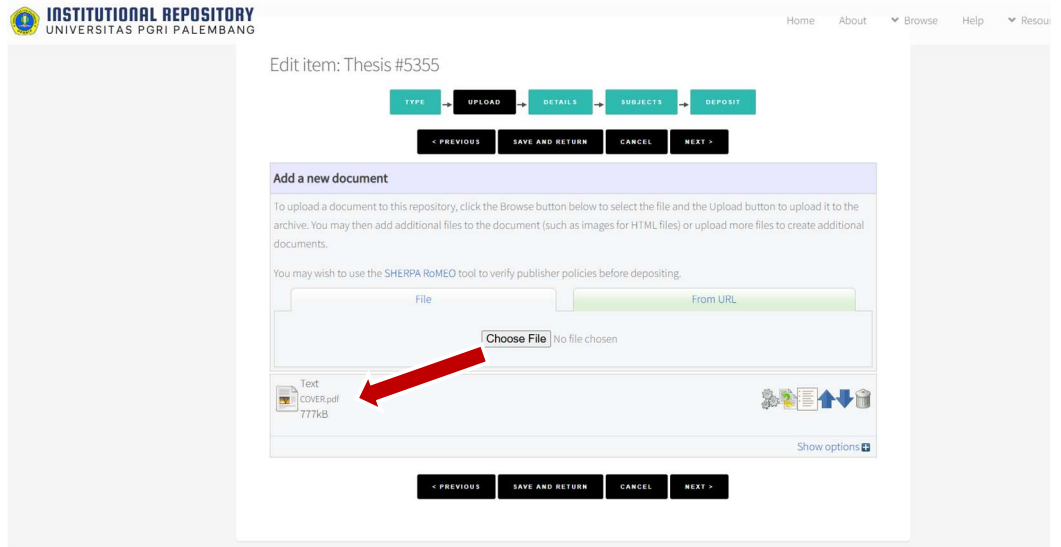 INSTITUTIONAL REPOSITORY
UNIVERSITAS PGRI PALEMBANG
Home About Browse Help Resour
Edit item: Thesis #5355
TYPE UPLOAD DETAILS SUBJECTS DEPOSIT
< PREVIOUS SAVE AND RETURN CANCEL NEXT >
Add a new document
To upload a document to this repository, click the Browse button below to select the file and the Upload button to upload it to the
archive. You may then add additional files to the document (such as images for HTML files) or upload more files to create additional
documents.
You may wish to use the SHERPA RoMEO tool to verify publisher policies before depositing.
File From URL
Choose File No file chosen
Text
COVER.pdf
777kB
Show options
< PREVIOUS SAVE AND RETURN CANCEL NEXT >